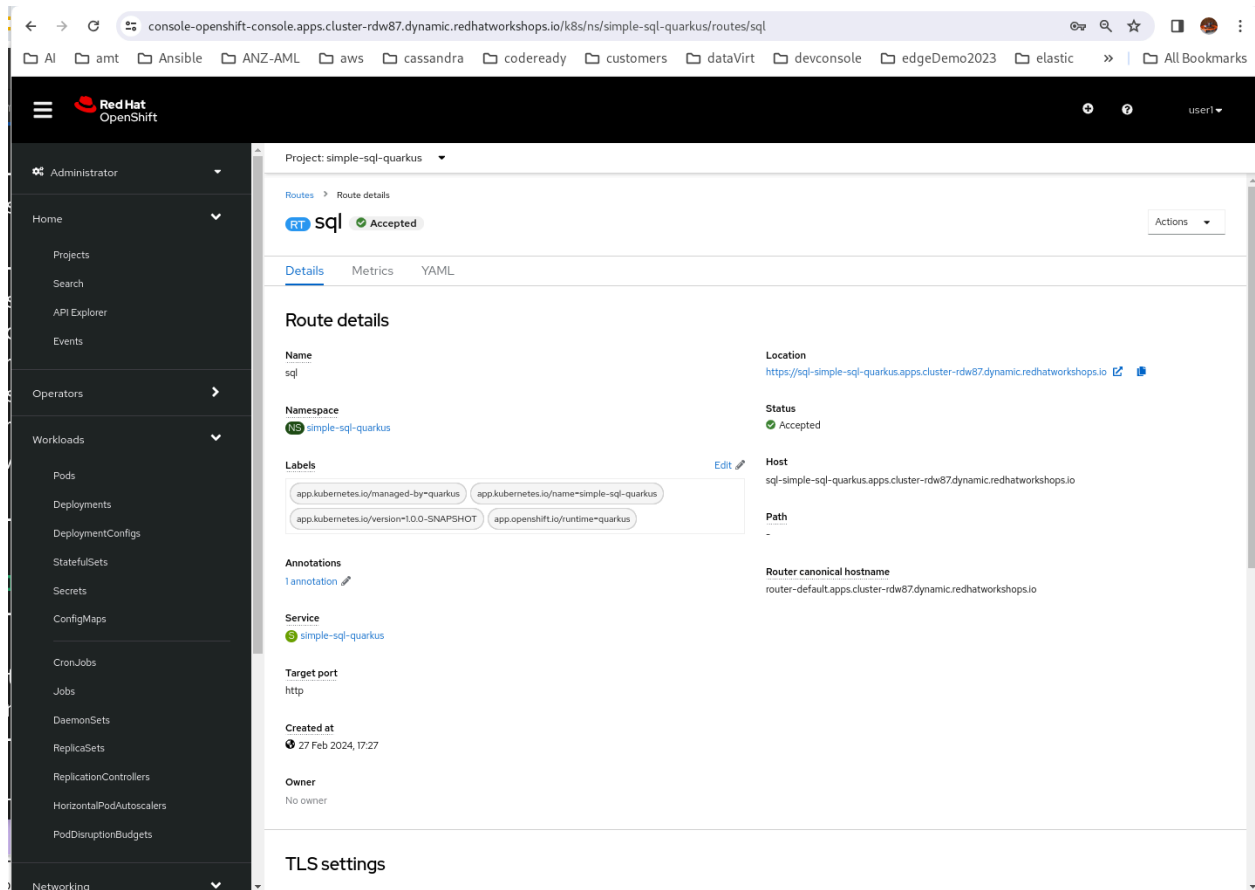 console-openshift-console.apps.cluster-rdw87.dynamic.redhatworkshops.io/k8s/ns/simple-sql-quarkus/routes/sql
AI amt Ansible ANZ-AML aws cassandra codeready customers dataVirt devconsole edgeDemo2023 elastic » All Bookmarks
Red Hat
OpenShift
user1
Administrator
Home
Projects
Search
API Explorer
Events
Operators
Workloads
Pods
Deployments
DeploymentConfigs
StatefulSets
Secrets
ConfigMaps
CronJobs
Jobs
DaemonSets
ReplicaSets
ReplicationControllers
HorizontalPodAutoscalers
PodDisruptionBudgets
Networking
Project: simple-sql-quarkus
Routes > Route details
RT sql Accepted
Actions
Details Metrics YAML
Route details
Name
sql
Namespace
NS simple-sql-quarkus
Labels Edit
app.kubernetes.io/managed-by=quarkus app.kubernetes.io/name=simple-sql-quarkus
app.kubernetes.io/version=1.0.0-SNAPSHOT app.openshift.io/runtime=quarkus
Annotations
1 annotation
Service
S simple-sql-quarkus
Target port
http
Created at
27 Feb 2024, 17:27
Owner
No owner
Location
https://sql-simple-sql-quarkus.apps.cluster-rdw87.dynamic.redhatworkshops.io
Status
Accepted
Host
sql-simple-sql-quarkus.apps.cluster-rdw87.dynamic.redhatworkshops.io
Path
-
Router canonical hostname
router-default.apps.cluster-rdw87.dynamic.redhatworkshops.io
TLS settings